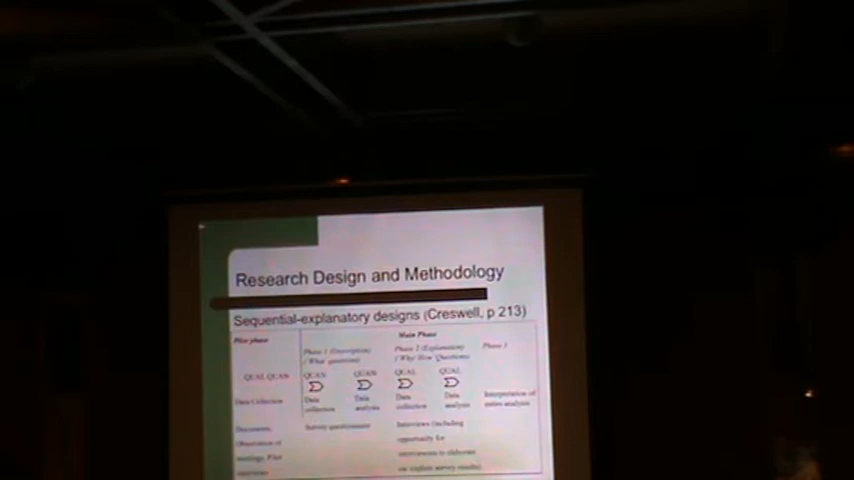 Research Design and Methodology
Sequential-explanatory designs (Creswell, p 213)
Pilot phase
Main Phase
Phase 1 (Description)
('What' questions)
Phase 2 (Explanation)
('Why/How' Questions)
Phase 3
QUAL QUAN
QUAN
QUAN
QUAL
QUAL
Data Collection
Data
collection
Data
analysis
Data
collection
Data
analysis
Interpretation of
entire analysis
Documents,
Observation of
meetings, Pilot
interviews
Survey questionnaire
Interviews (including
opportunity for
interviewees to elaborate
or explain survey results)